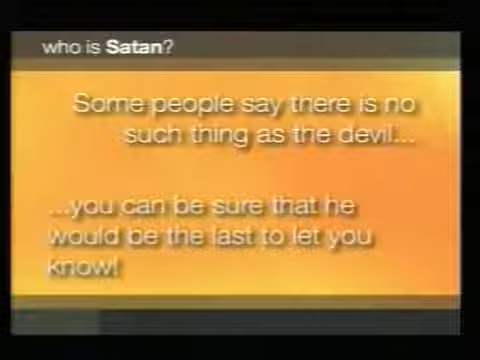 who is Satan?
Some people say there is no
such thing as the devil...
...you can be sure that he
would be the last to let you
know!